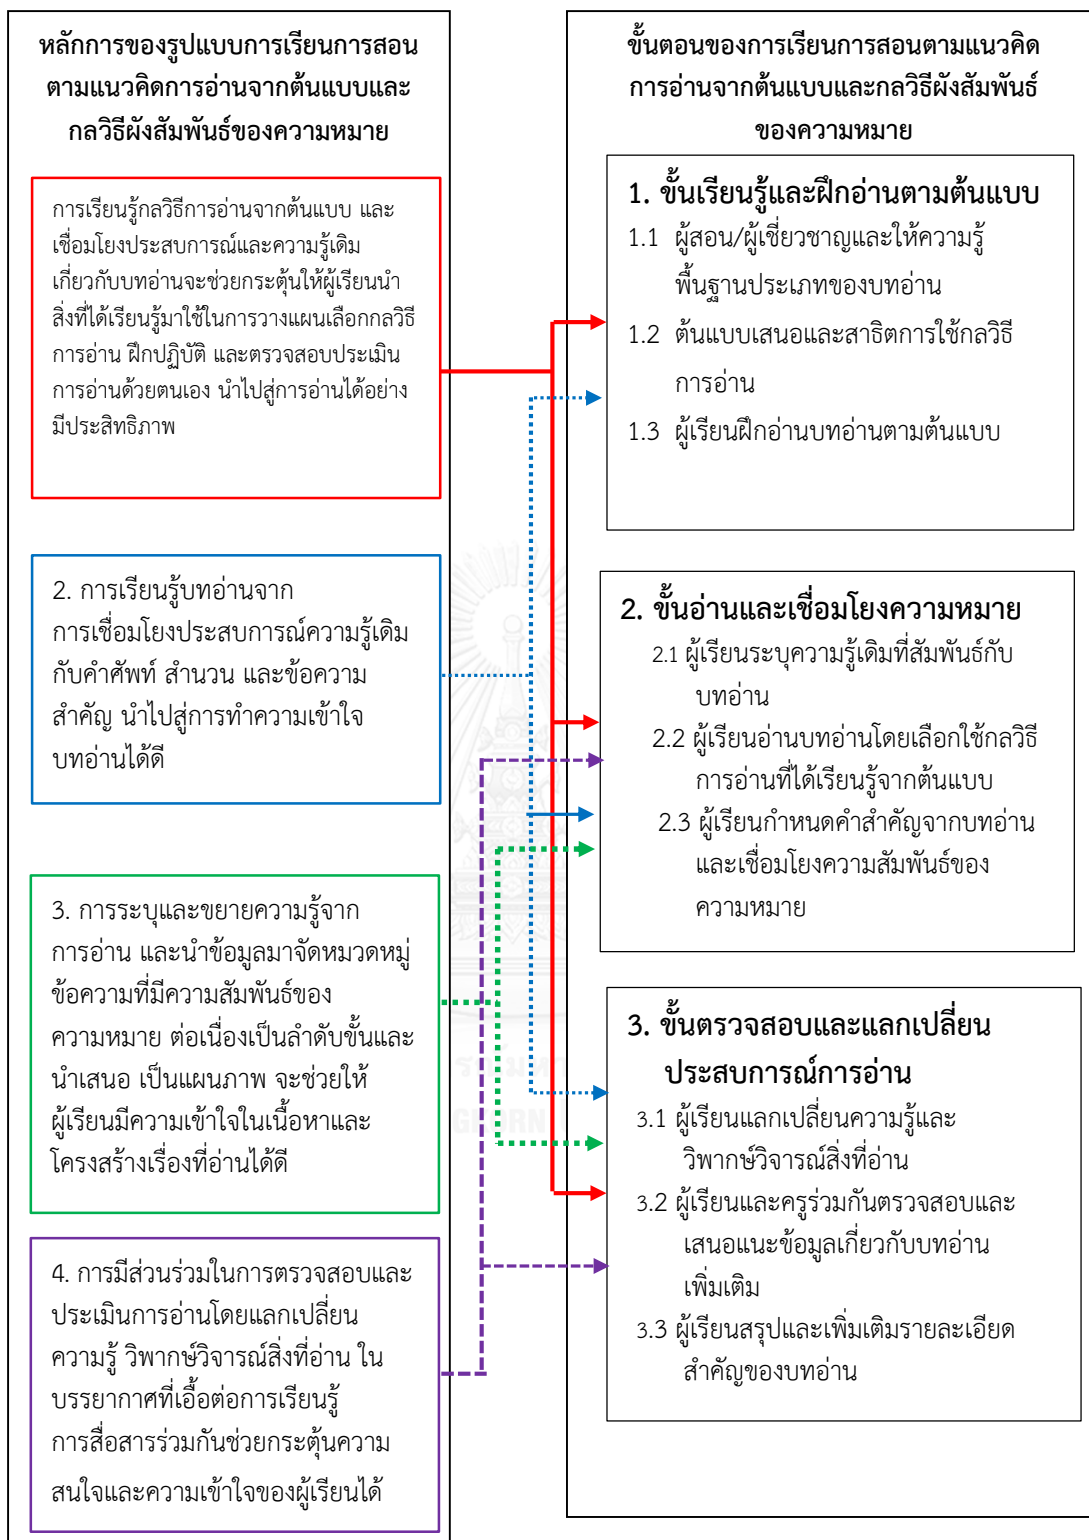 หลักการของรูปแบบการเรียนการสอน
ตามแนวคิดการอ่านจากต้นแบบและ
กลวิธีผังสัมพันธ์ของความหมาย
การเรียนรู้กลวิธีการอ่านจากต้นแบบ และ
เชื่อมโยงประสบการณ์และความรู้เดิม
เกี่ยวกับบทอ่านจะช่วยกระตุ้นให้ผู้เรียนนำ
สิ่งที่ได้เรียนรู้มาใช้ในการวางแผนเลือกกลวิธี
การอ่าน ฝึกปฏิบัติ และตรวจสอบประเมิน
การอ่านด้วยตนเอง นำไปสู่การอ่านได้อย่าง
มีประสิทธิภาพ
2. การเรียนรู้บทอ่านจาก
การเชื่อมโยงประสบการณ์ความรู้เดิม
กับคำศัพท์ สำนวน และข้อความ
สำคัญ นำไปสู่การทำความเข้าใจ
บทอ่านได้ดี
3. การระบุและขยายความรู้จาก
การอ่าน และนำข้อมูลมาจัดหมวดหมู่
ข้อความที่มีความสัมพันธ์ของ
ความหมาย ต่อเนื่องเป็นลำดับขั้นและ
นำเสนอ เป็นแผนภาพ จะช่วยให้
ผู้เรียนมีความเข้าใจในเนื้อหาและ
โครงสร้างเรื่องที่อ่านได้ดี
4. การมีส่วนร่วมในการตรวจสอบและ
ประเมินการอ่านโดยแลกเปลี่ยน
ความรู้ วิพากษ์วิจารณ์สิ่งที่อ่าน ใน
บรรยากาศที่เอื้อต่อการเรียนรู้
การสื่อสารร่วมกันช่วยกระตุ้นความ
สนใจและความเข้าใจของผู้เรียนได้
ขั้นตอนของการเรียนการสอนตามแนวคิด
การอ่านจากต้นแบบและกลวิธีผังสัมพันธ์
ของความหมาย
1. ขั้นเรียนรู้และฝึกอ่านตามต้นแบบ
1.1 ผู้สอน/ผู้เชี่ยวชาญและให้ความรู้
พื้นฐานประเภทของบทอ่าน
1.2 ต้นแบบเสนอและสาธิตการใช้กลวิธี
การอ่าน
1.3 ผู้เรียนฝึกอ่านบทอ่านตามต้นแบบ
2. ขั้นอ่านและเชื่อมโยงความหมาย
2.1 ผู้เรียนระบุความรู้เดิมที่สัมพันธ์กับ
บทอ่าน
2.2 ผู้เรียนอ่านบทอ่านโดยเลือกใช้กลวิธี
การอ่านที่ได้เรียนรู้จากต้นแบบ
2.3 ผู้เรียนกำหนดคำสำคัญจากบทอ่าน
และเชื่อมโยงความสัมพันธ์ของ
ความหมาย
3. ขั้นตรวจสอบและแลกเปลี่ยน
ประสบการณ์การอ่าน
3.1 ผู้เรียนแลกเปลี่ยนความรู้และ
วิพากษ์วิจารณ์สิ่งที่อ่าน
3.2 ผู้เรียนและครูร่วมกันตรวจสอบและ
เสนอแนะข้อมูลเกี่ยวกับบทอ่าน
เพิ่มเติม
3.3 ผู้เรียนสรุปและเพิ่มเติมรายละเอียด
สำคัญของบทอ่าน